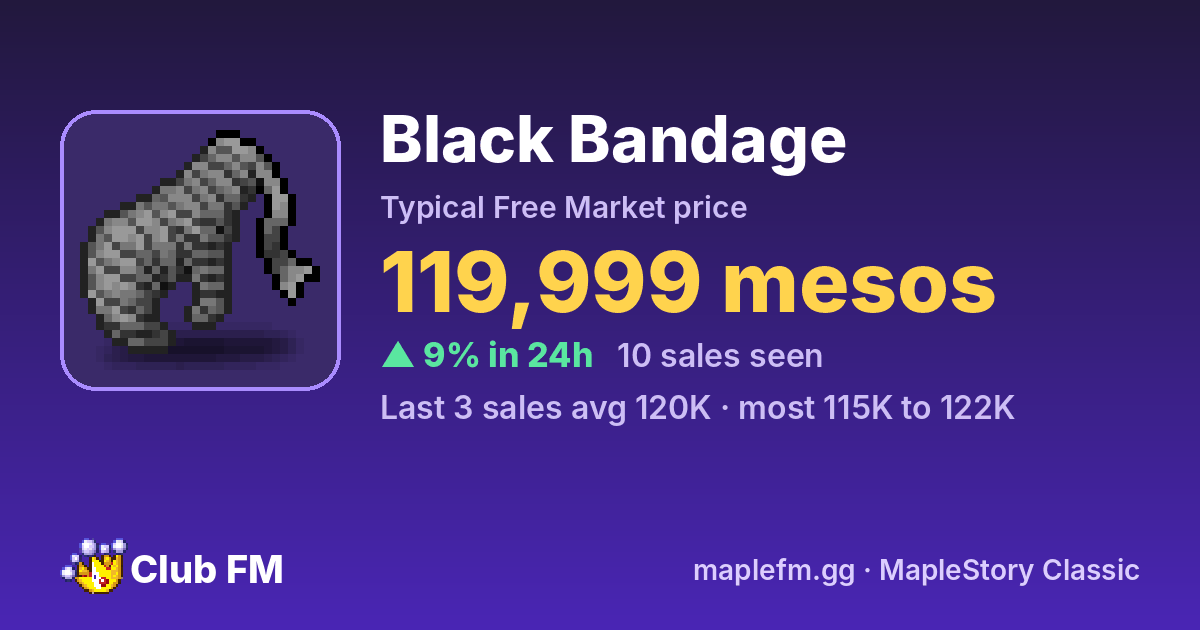 Black Bandage
Typical Free Market price
119,999 mesos
▲ 9% in 24h 10 sales seen
Last 3 sales avg 120K · most 115K to 122K
Club FM
maplefm.gg · MapleStory Classic